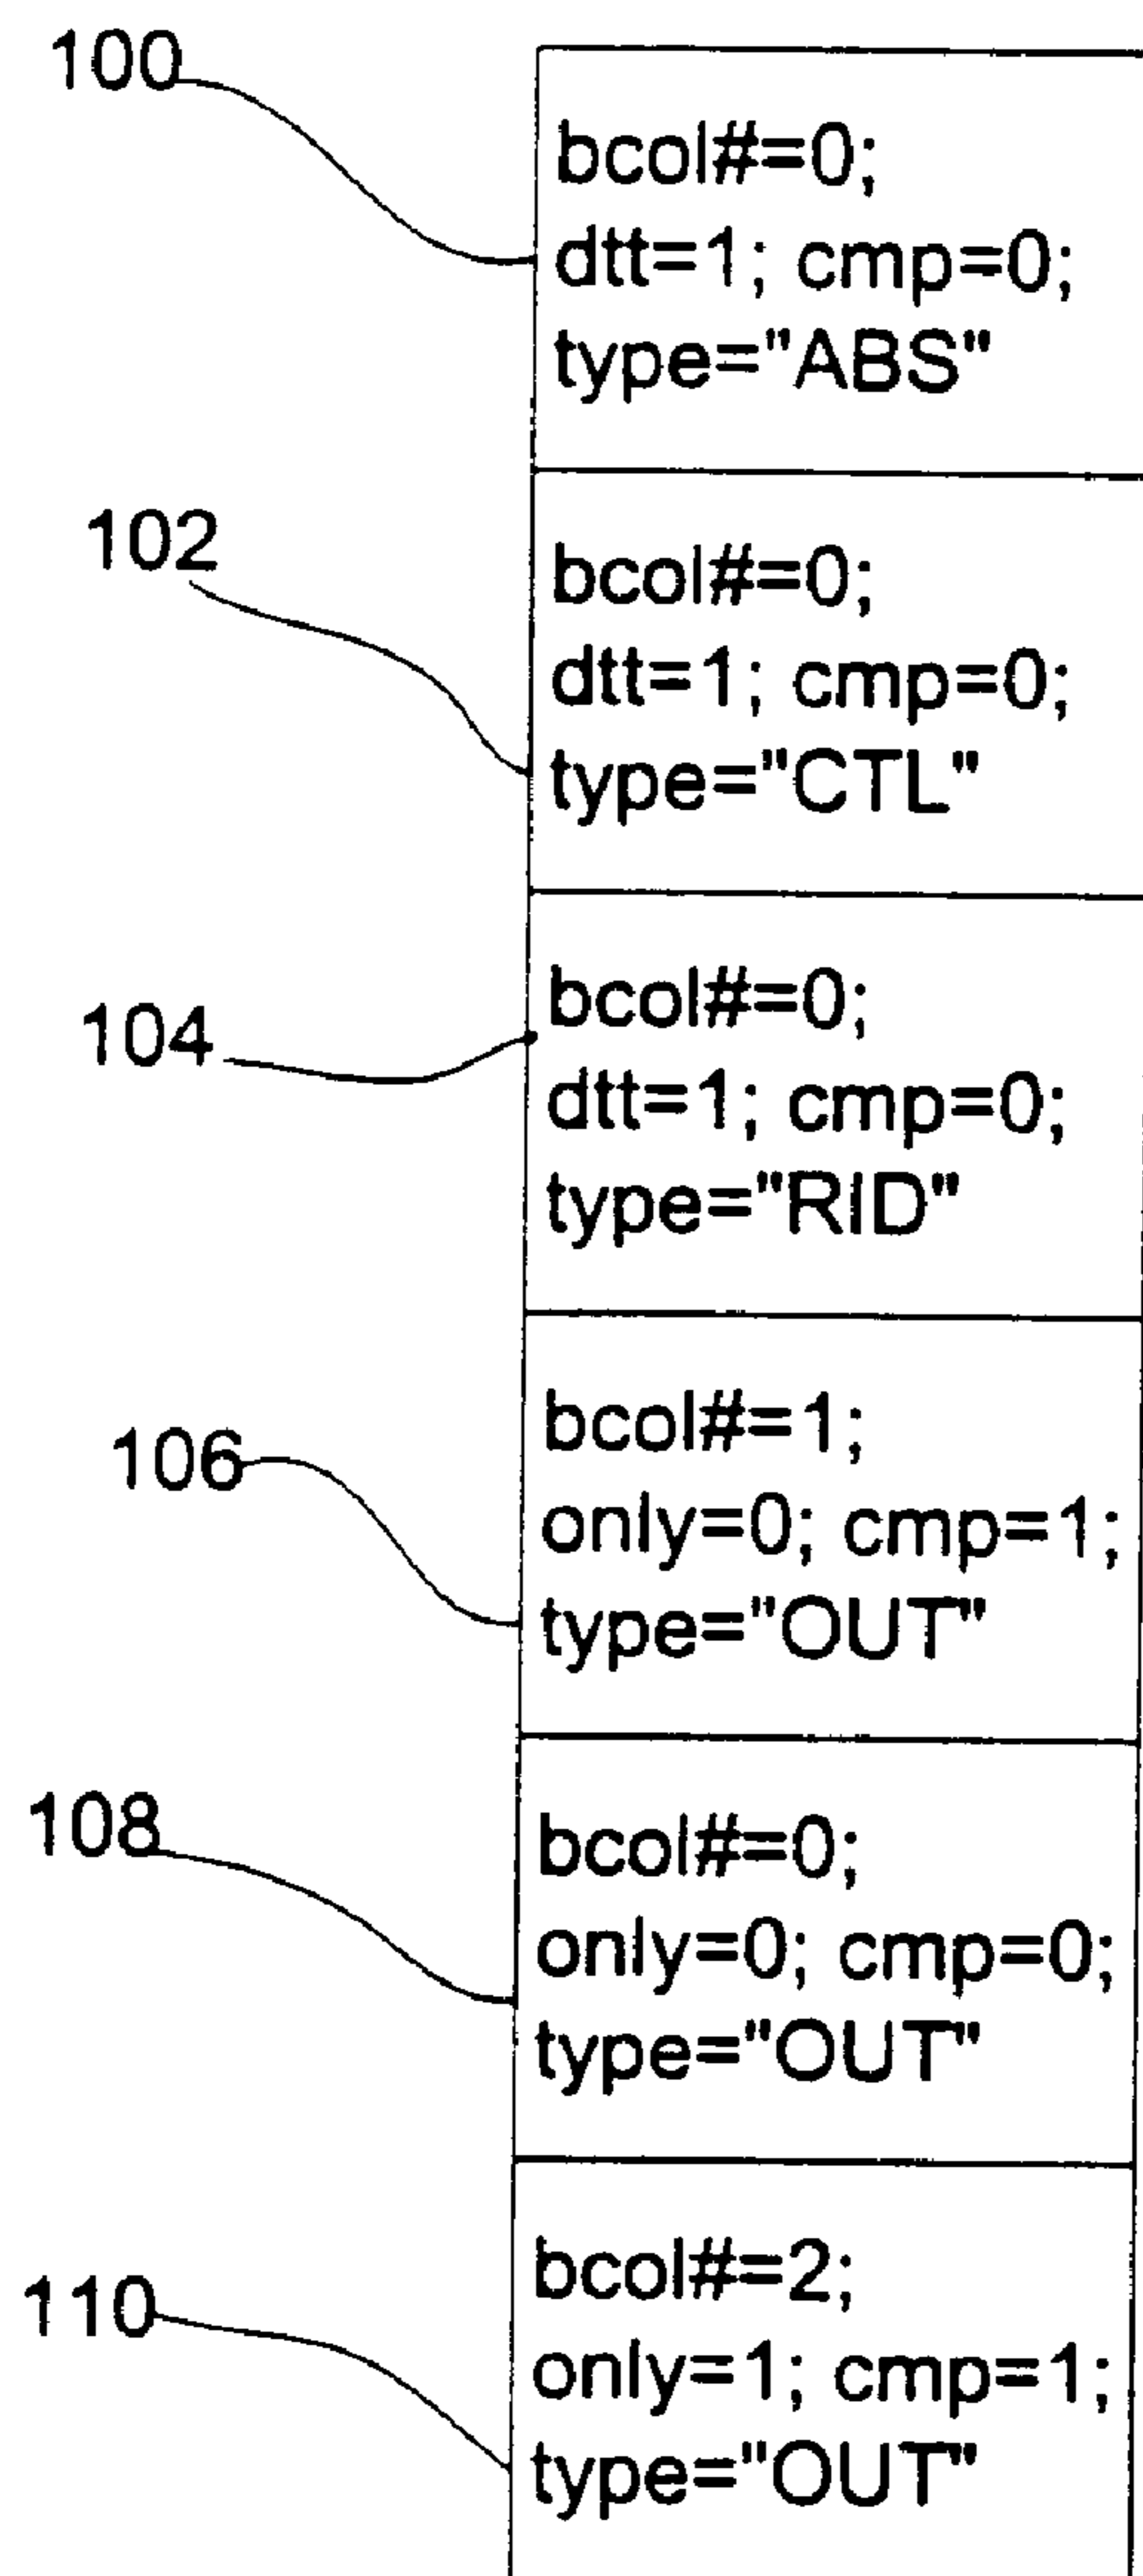 100
bcol#=0;
dtt=1; cmp=0;
type="ABS"
102
bcol#=0;
dtt=1; cmp=0;
type="CTL"
104
bcol#=0;
dtt=1; cmp=0;
type="RID"
106
bcol#=1;
only=0; cmp=1;
type="OUT"
108
bcol#=0;
only=0; cmp=0;
type="OUT"
110
bcol#=2;
only=1; cmp=1;
type="OUT"